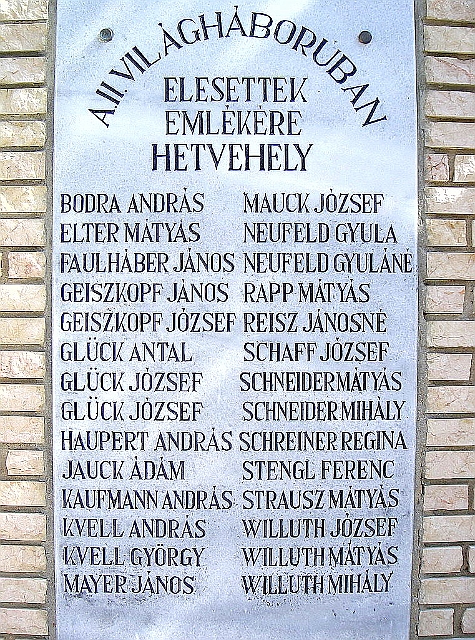 A II. VILÁGHÁBORÚBAN
ELESETTEK
EMLÉKÉRE
HETVEHELY
BODRA ANDRÁS
ELTER MÁTYÁS
FAULHÁBER JÁNOS
GEISZKOPF JÁNOS
GEISZKOPF JÓZSEF
GLÜCK ANTAL
GLÜCK JÓZSEF
GLÜCK JÓZSEF
HAUPERT ANDRÁS
JAUCK ÁDÁM
KAUFMANN ANDRÁS
KVELL ANDRÁS
KVELL GYÖRGY
MAYER JÁNOS
MAUCK JÓZSEF
NEUFELD GYULA
NEUFELD GYULÁNÉ
RAPP MÁTYÁS
REISZ JÁNOSNÉ
SCHAFF JÓZSEF
SCHNEIDER MÁTYÁS
SCHNEIDER MIHÁLY
SCHREINER REGINA
STENGL FERENC
STRAUSZ MÁTYÁS
WILLUTH JÓZSEF
WILLUTH MÁTYÁS
WILLUTH MIHÁLY